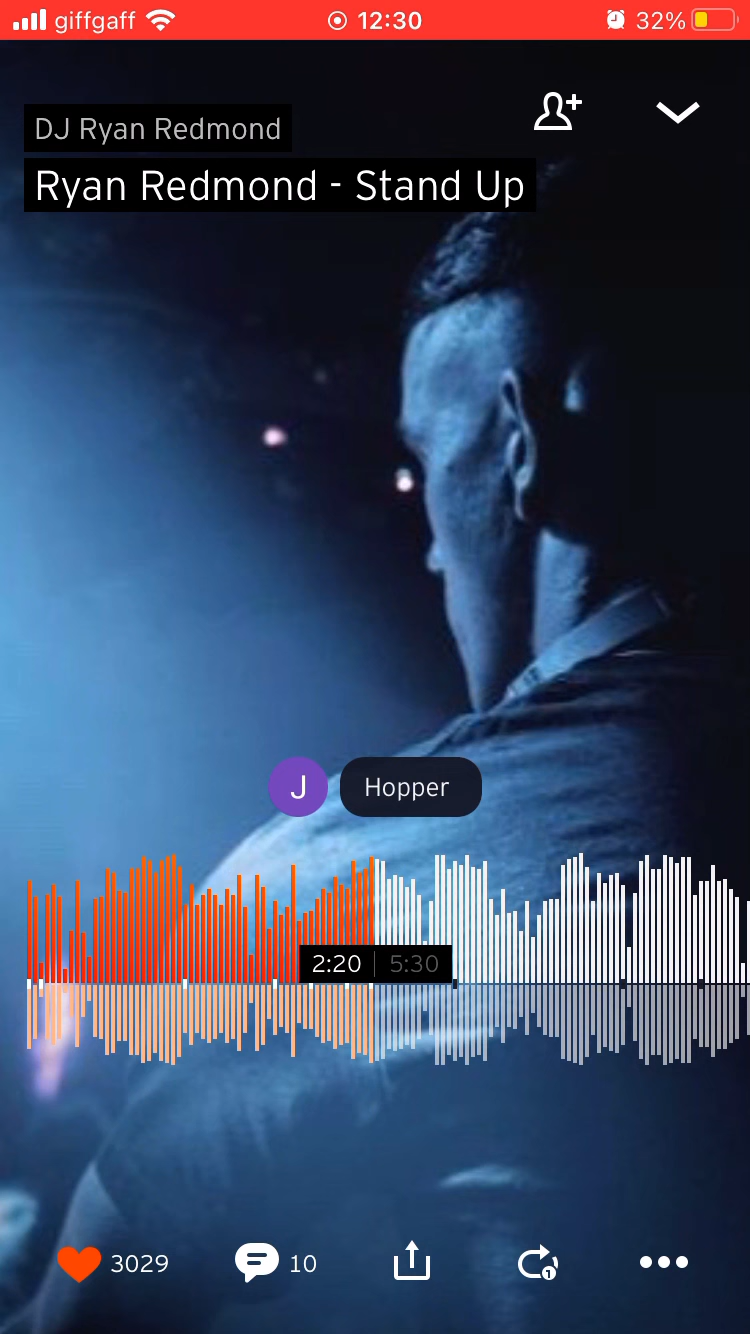 giffgaff 12:30 32%
DJ Ryan Redmond
Ryan Redmond - Stand Up
J Hopper
2:20 5:30
3029 10 1